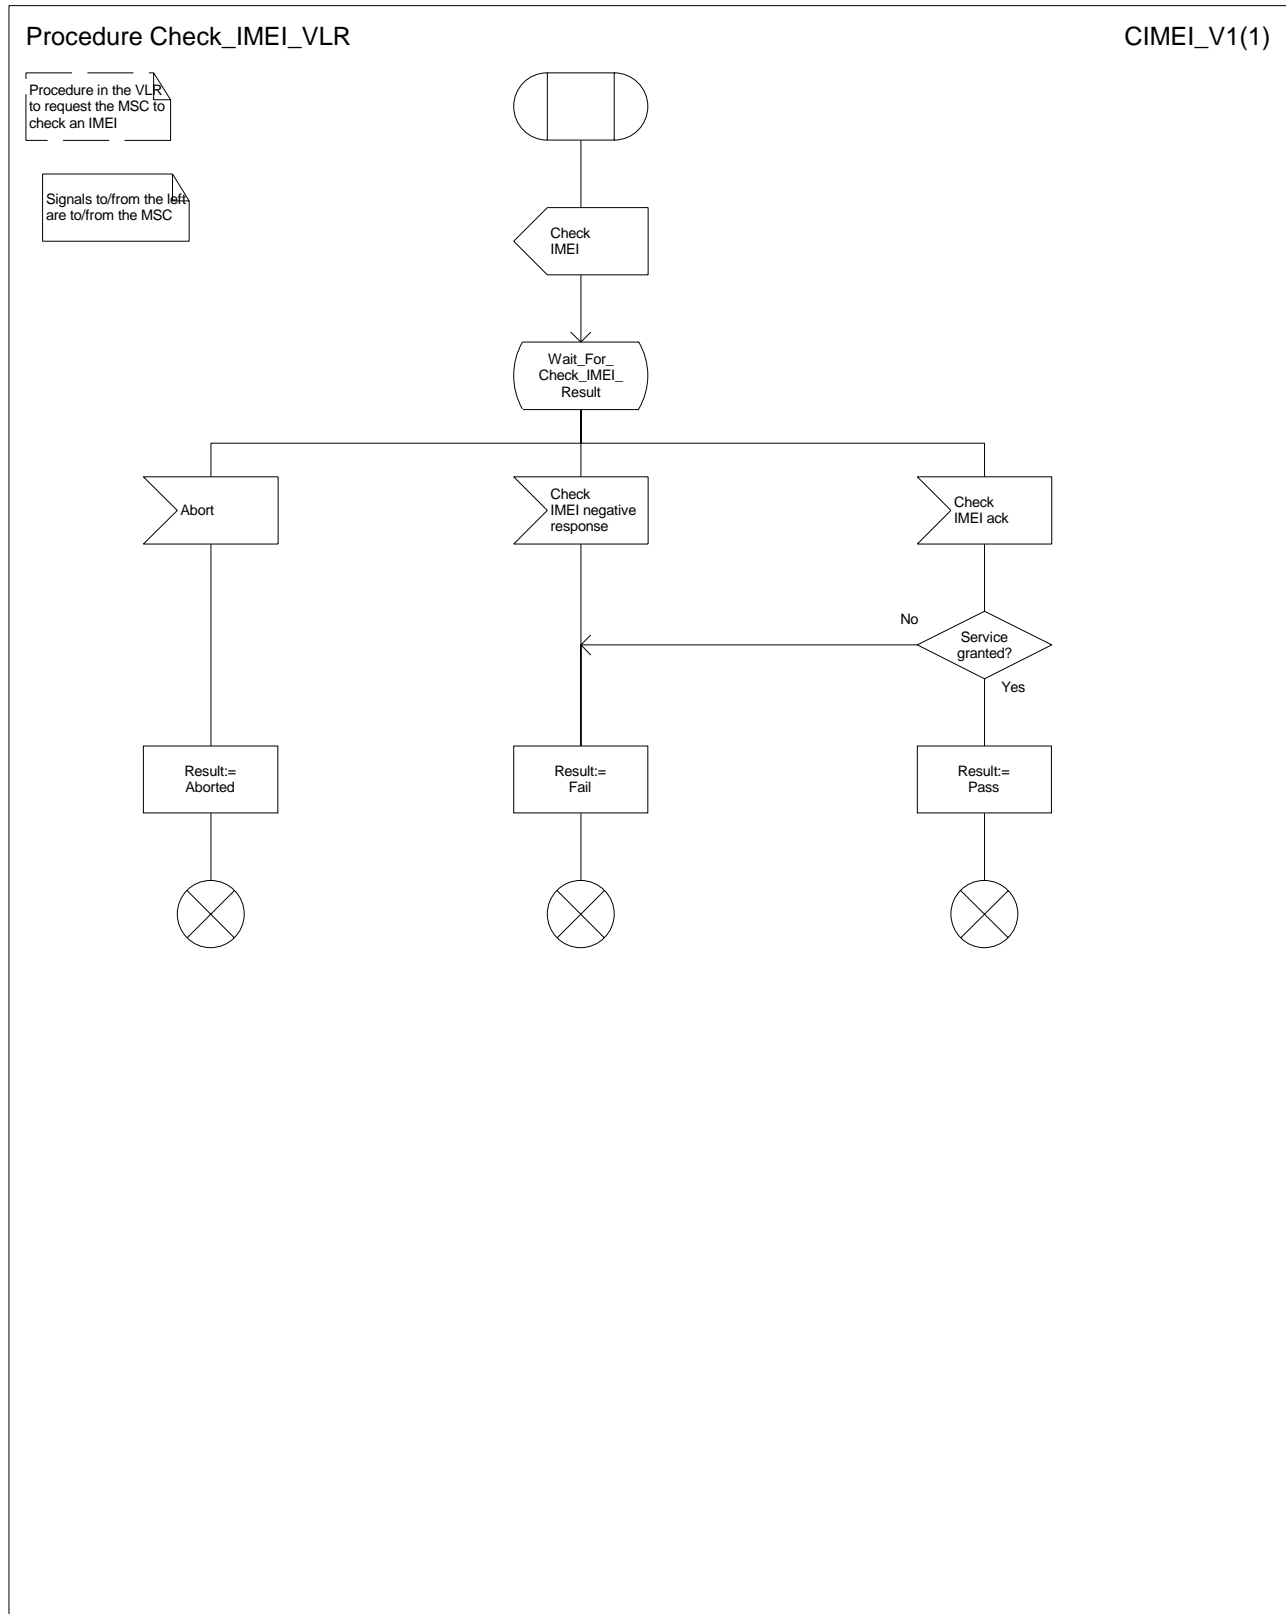 Procedure Check_IMEI_VLR
CIMEI_V1(1)
Procedure in the VLR
to request the MSC to
check an IMEI
Signals to/from the left
are to/from the MSC
Check
IMEI
Wait_For_
Check_IMEI_
Result
Abort
Check
IMEI negative
response
Check
IMEI ack
No
Service
granted?
Yes
Result:=
Aborted
Result:=
Fail
Result:=
Pass